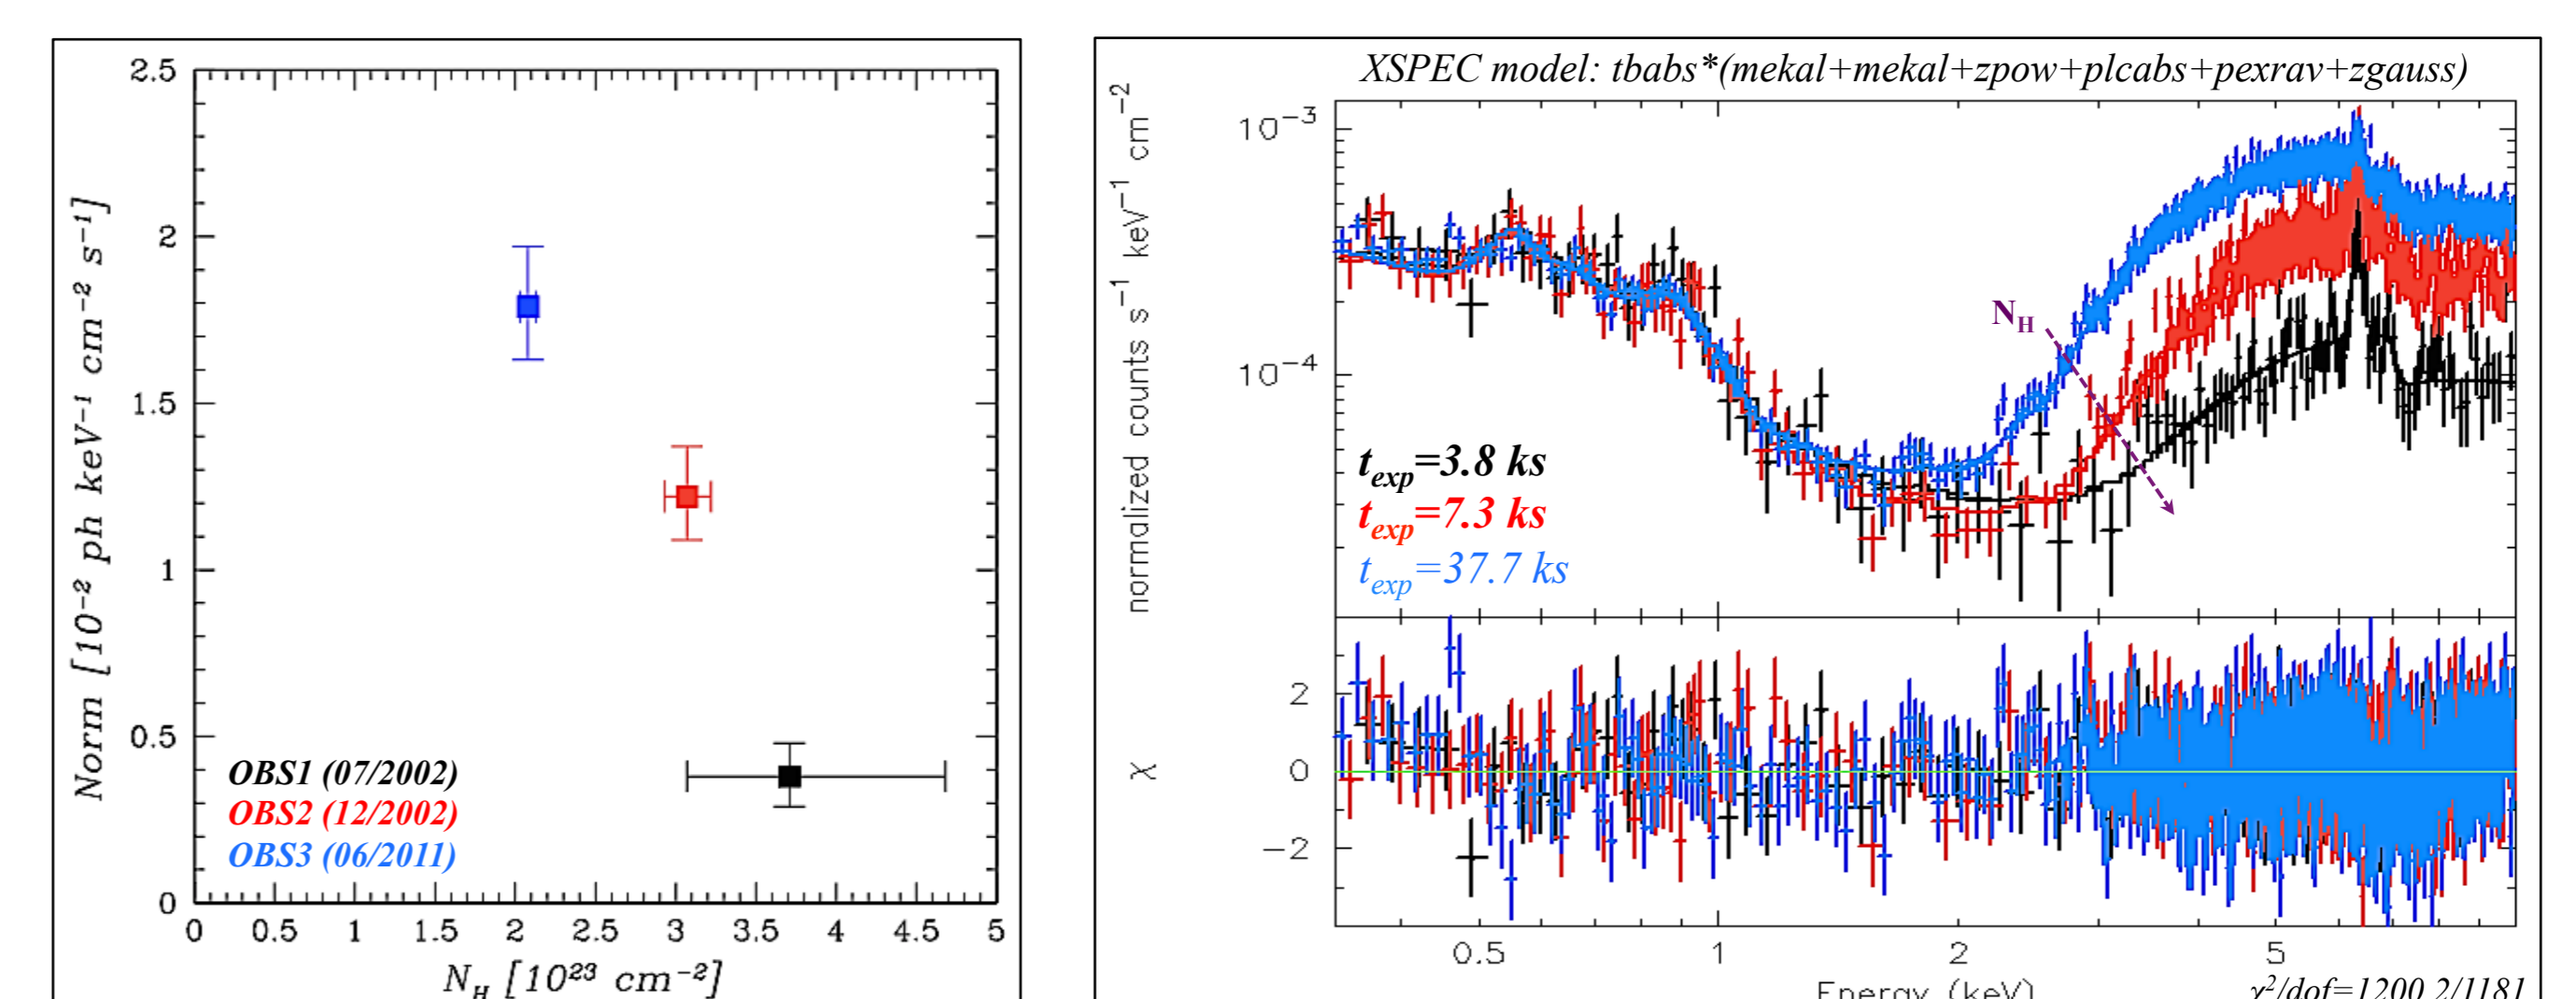 2.5
2
1.5
1
0.5
0
Norm [10⁻² ph keV⁻¹ cm⁻² s⁻¹]
OBS1 (07/2002)
OBS2 (12/2002)
OBS3 (06/2011)
0 0.5 1 1.5 2 2.5 3 3.5 4 4.5 5
N_H [10²³ cm⁻²]
XSPEC model: tbabs*(mekal+mekal+zpow+plcabs+pexrav+zgauss)
normalized counts s⁻¹ keV⁻¹ cm⁻²
10⁻³
10⁻⁴
N_H
t_exp=3.8 ks
t_exp=7.3 ks
t_exp=37.7 ks
χ
2
0
−2
0.5 1 2 5
Energy (keV)
χ²/dof=1200.2/1181